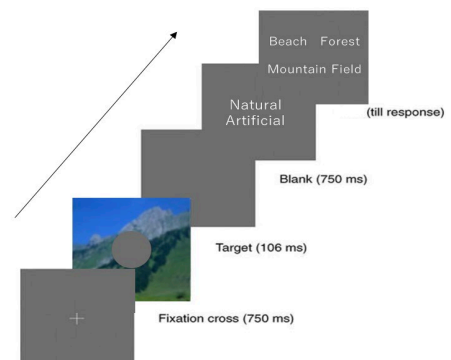 Beach Forest
Mountain Field
Natural
Artificial
(till response)
Blank (750 ms)
Target (106 ms)
Fixation cross (750 ms)